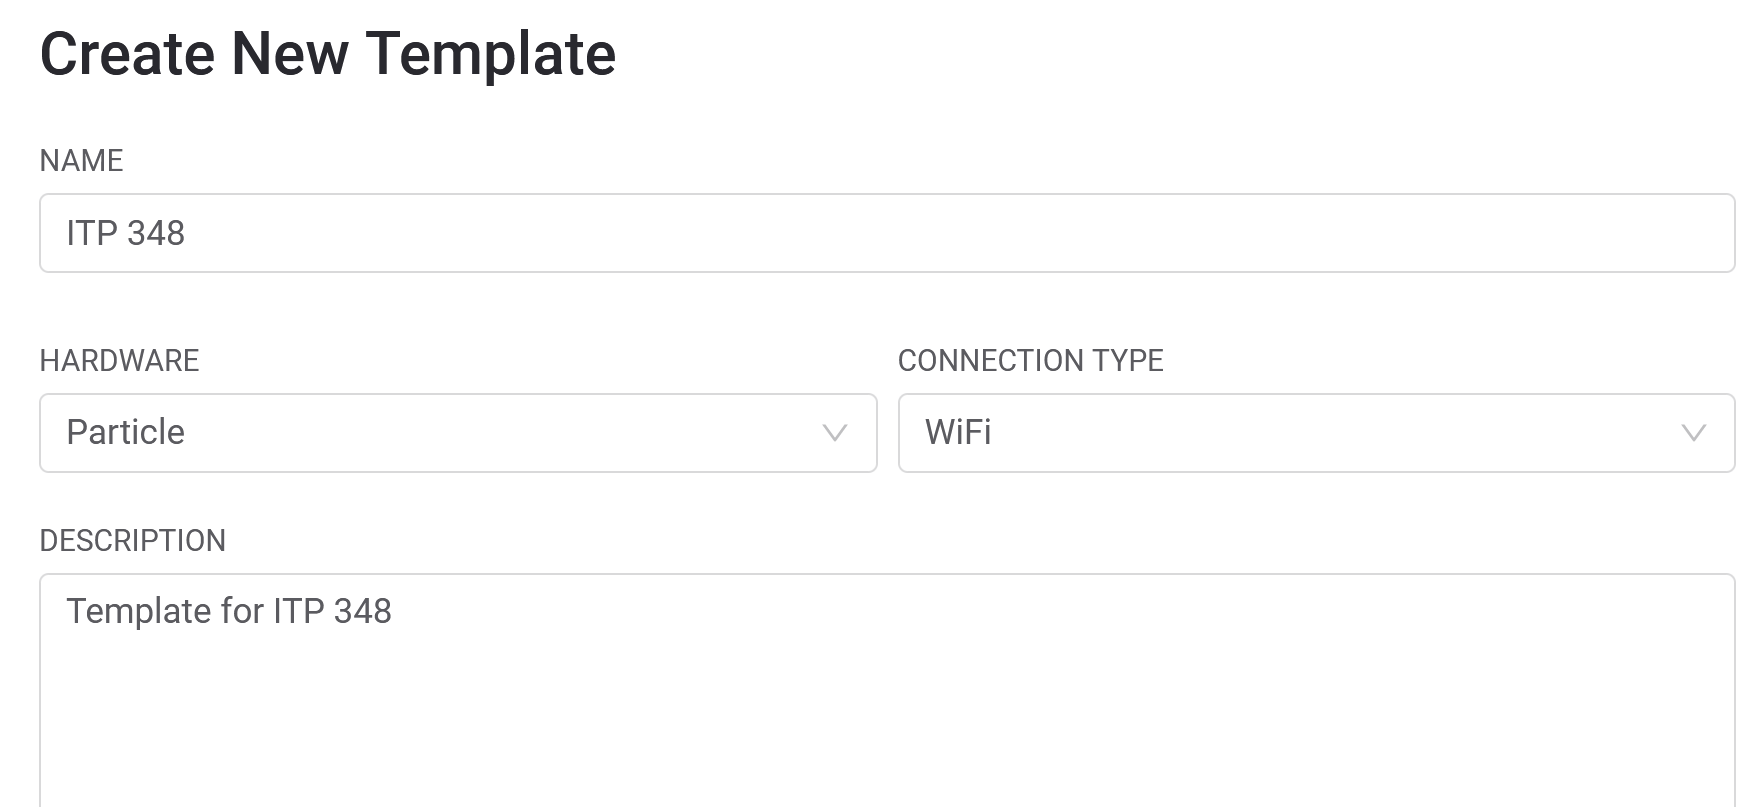 Create New Template
NAME
ITP 348
HARDWARE
CONNECTION TYPE
Particle
WiFi
DESCRIPTION
Template for ITP 348